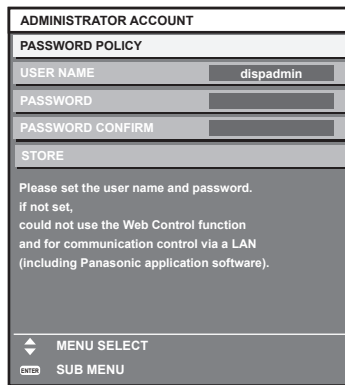 ADMINISTRATOR ACCOUNT
PASSWORD POLICY
USER NAME dispadmin
PASSWORD
PASSWORD CONFIRM
STORE
Please set the user name and password.
if not set,
could not use the Web Control function
and for communication control via a LAN
(including Panasonic application software).
MENU SELECT
ENTER SUB MENU